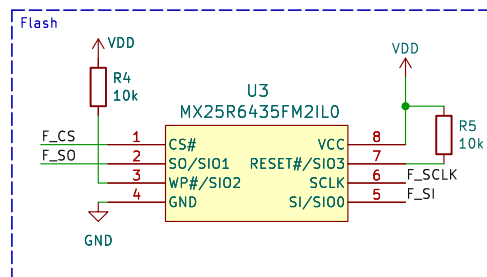 Flash
VDD
R4
10k
U3
MX25R6435FM2IL0
VDD
R5
10k
F_CS 1 CS# VCC 8
F_SO 2 SO/SIO1 RESET#/SIO3 7
3 WP#/SIO2 SCLK 6 F_SCLK
4 GND SI/SIO0 5 F_SI
GND